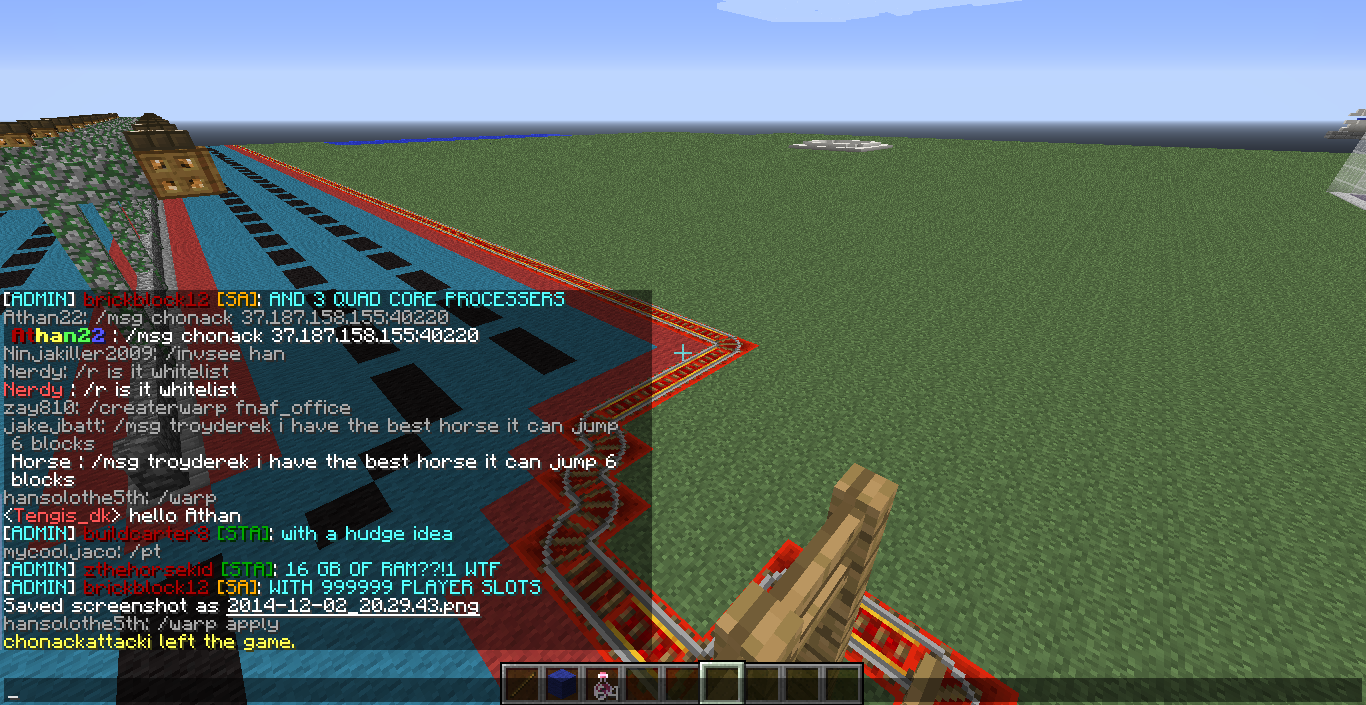 [ADMIN] brickblock12 [SA]: AND 3 QUAD CORE PROCESSERS
Athan22: /msg chonack 37.187.158.155:40220
Athan22 : /msg chonack 37.187.158.155:40220
Ninjakiller2009: /invsee han
Nerdy: /r is it whitelist
Nerdy : /r is it whitelist
zay810: /createrwarp fnaf_office
jakejbatt: /msg troyderek i have the best horse it can jump
6 blocks
Horse : /msg troyderek i have the best horse it can jump 6
blocks
hansolothe5th: /warp
<Tengis_dk> hello Athan
[ADMIN] buildcarter8 [STA]: with a hudge idea
mycooljaco: /pt
[ADMIN] zthehorsekid [STA]: 16 GB OF RAM??!1 WTF
[ADMIN] brickblock12 [SA]: WITH 999999 PLAYER SLOTS
Saved screenshot as 2014-12-02_20.29.43.png
hansolothe5th: /warp apply
chonackattacki left the game.
_
64